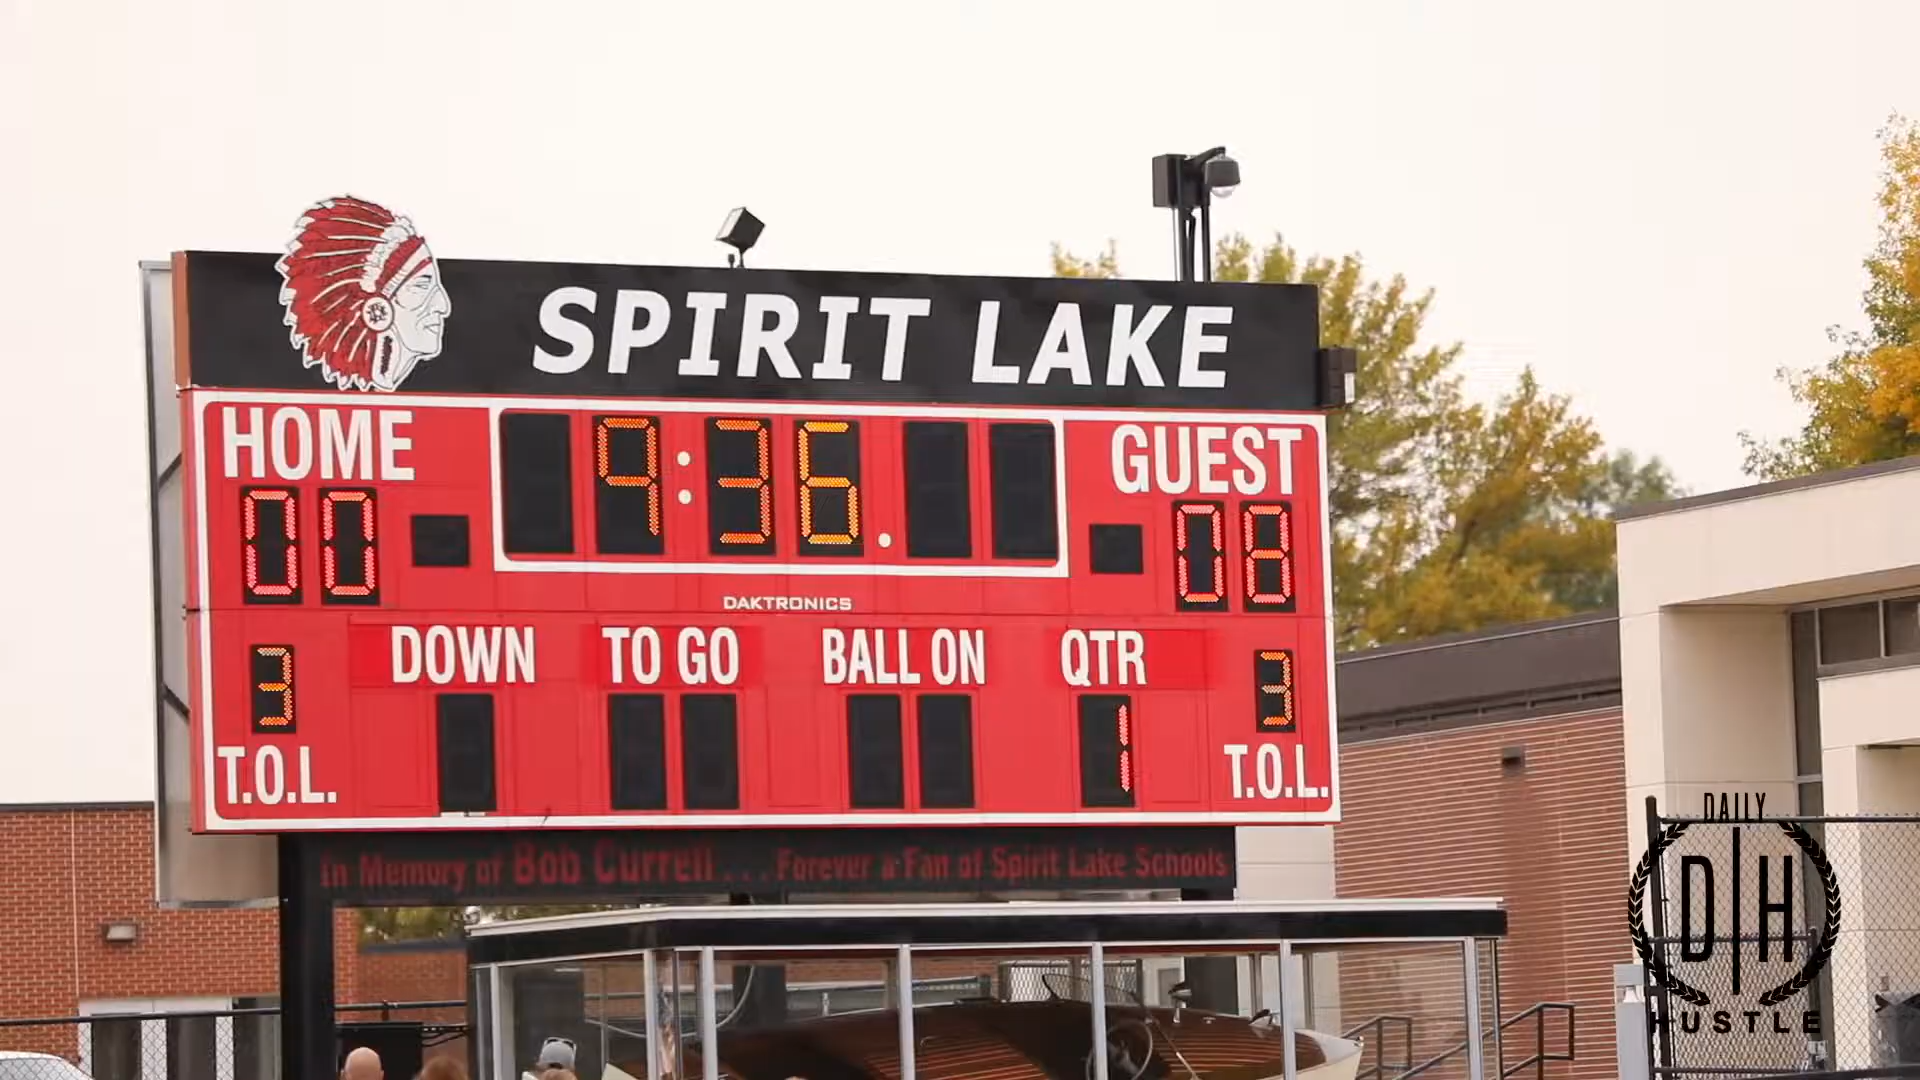 SPIRIT LAKE
HOME
9:36.
GUEST
00
08
DAKTRONICS
3
DOWN
TO GO
BALL ON
QTR
3
1
T.O.L.
T.O.L.
In Memory of Bob Currell . . . Forever a Fan of Spirit Lake Schools
DAILY
D|H
HUSTLE